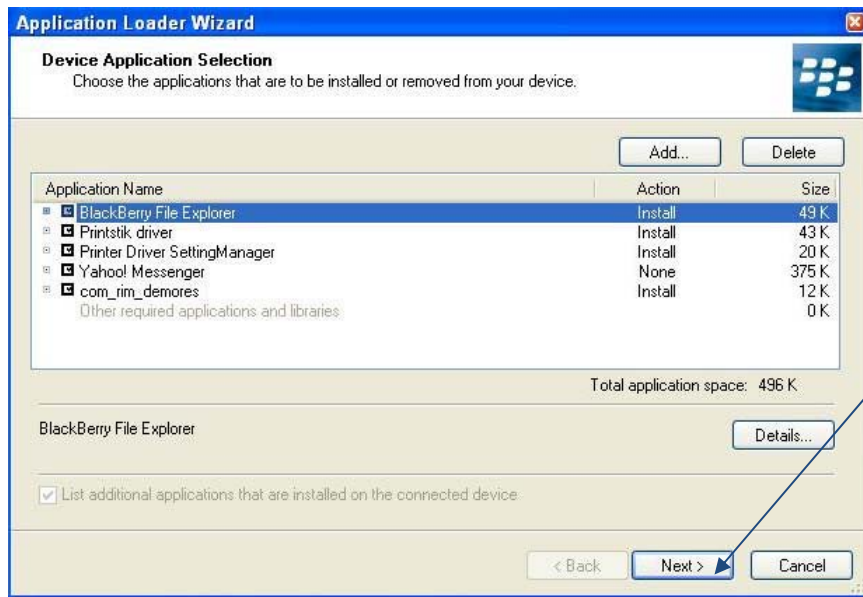 Application Loader Wizard
Device Application Selection
Choose the applications that are to be installed or removed from your device.
Add... Delete
Application Name Action Size
BlackBerry File Explorer Install 49 K
Printstik driver Install 43 K
Printer Driver SettingManager Install 20 K
Yahoo! Messenger None 375 K
com_rim_demores Install 12 K
Other required applications and libraries 0 K
Total application space: 496 K
BlackBerry File Explorer Details...
List additional applications that are installed on the connected device
< Back Next > Cancel